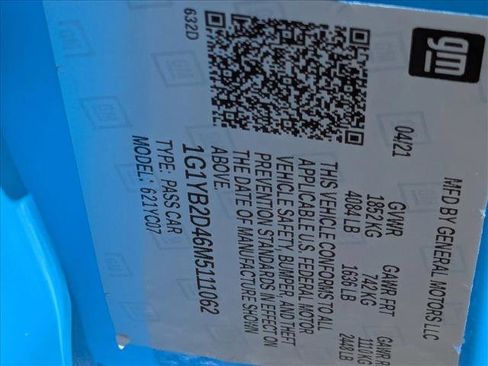 MFD BY GENERAL MOTORS LLC
04/21
GVWR GAWR FRT GAWR R
1852 KG 742 KG 1110 KG
4084 LB 1636 LB 2448 LB
THIS VEHICLE CONFORMS TO ALL
APPLICABLE U.S. FEDERAL MOTOR
VEHICLE SAFETY, BUMPER, AND THEFT
PREVENTION STANDARDS IN EFFECT ON
THE DATE OF MANUFACTURE SHOWN
ABOVE.
1G1YB2D46M5111062
TYPE: PASS CAR
MODEL: 621YC07
632D
gm